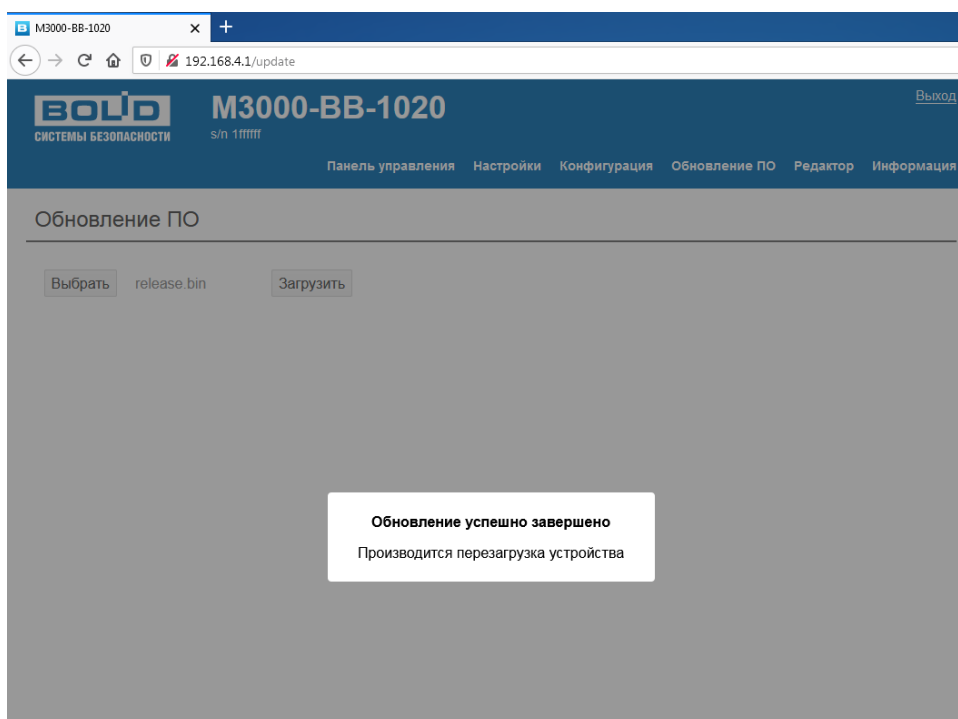 M3000-BB-1020
192.168.4.1/update
BOLID
СИСТЕМЫ БЕЗОПАСНОСТИ
M3000-BB-1020
s/n 1ffffff
Выход
Панель управления Настройки Конфигурация Обновление ПО Редактор Информация
Обновление ПО
Выбрать release.bin Загрузить
Обновление успешно завершено
Производится перезагрузка устройства